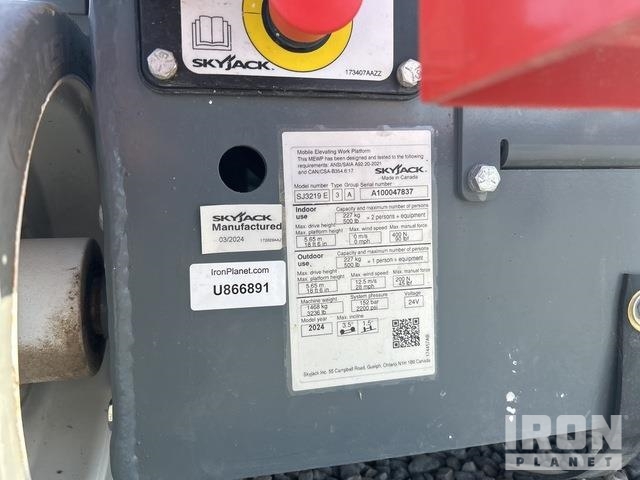 SKYJACK
173407AAZZ
Mobile Elevating Work Platform
This MEWP has been designed and tested to the following
requirements: ANSI/SAIA A92.20-2021
and CAN/CSA-B354.6:17
SKYJACK
Made in Canada
Model number Type Group Serial number
SJ3219 E 3 A A100047837
Indoor use
Capacity and maximum number of persons
227 kg
500 lb = 2 persons + equipment
Max. drive height
Max. platform height Max. wind speed Max. manual force
5.65 m
18 ft 6 in
0 m/s
0 mph
400 N
90 lbf
Outdoor use
Capacity and maximum number of persons
227 kg
500 lb = 1 person + equipment
Max. drive height
Max. platform height Max. wind speed Max. manual force
5.65 m
18 ft 6 in
12.5 m/s
28 mph
200 N
45 lbf
Machine weight System pressure Voltage
1468 kg
3236 lb
152 bar
2200 psi
24V
Model year Max. incline
2024 3.5° 1.5°
174457AB
Skyjack Inc. 55 Campbell Road, Guelph, Ontario N1H 1B9 Canada
SKYJACK
Manufactured
03/2024
IronPlanet.com
U866891
IRON
PLANET